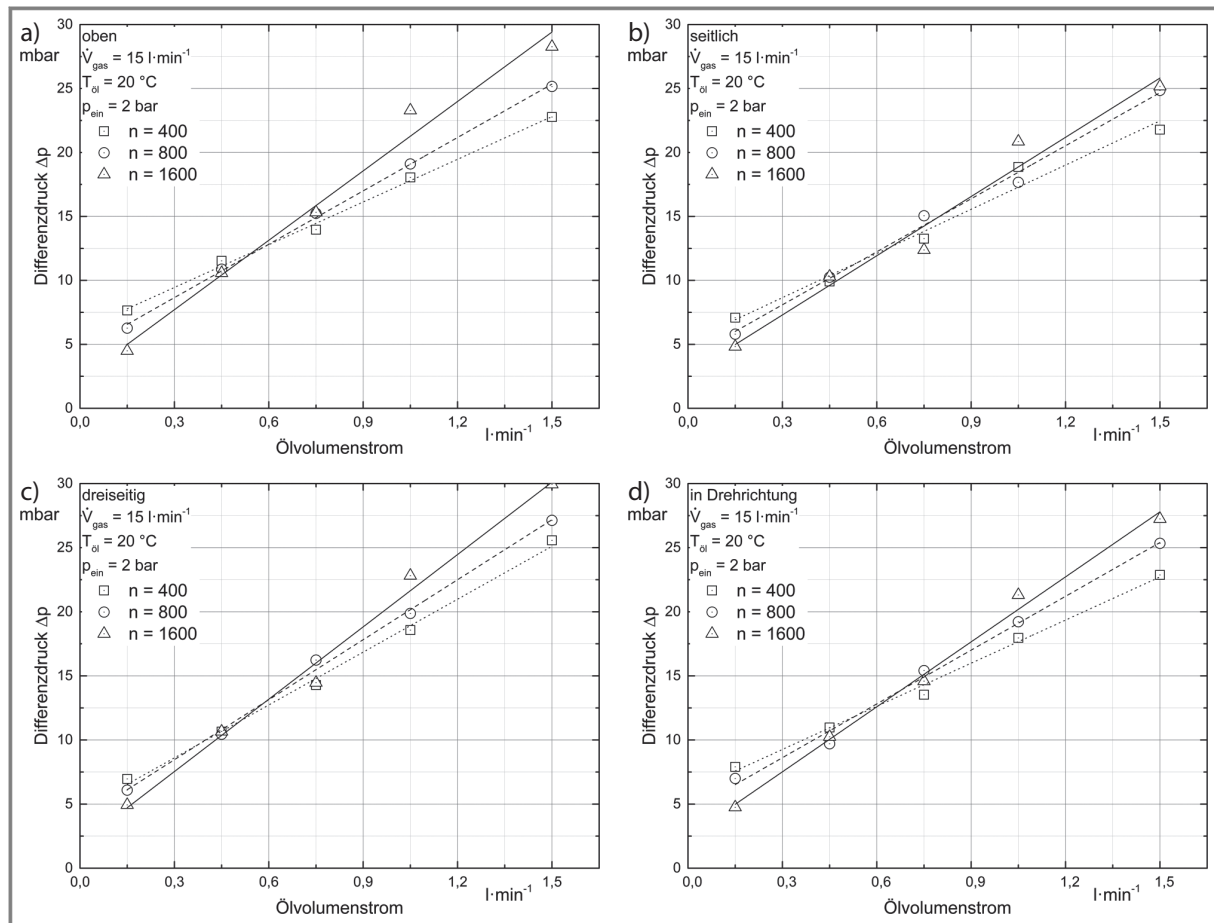 a)
mbar
oben
V̇gas = 15 l·min⁻¹
Töl = 20 °C
pein = 2 bar
n = 400
n = 800
n = 1600
Differenzdruck Δp
30
25
20
15
10
5
0
0,0 0,3 0,6 0,9 1,2 1,5
l·min⁻¹
Ölvolumenstrom
b)
mbar
seitlich
V̇gas = 15 l·min⁻¹
Töl = 20 °C
pein = 2 bar
n = 400
n = 800
n = 1600
Differenzdruck Δp
30
25
20
15
10
5
0
0,0 0,3 0,6 0,9 1,2 1,5
l·min⁻¹
Ölvolumenstrom
c)
mbar
dreiseitig
V̇gas = 15 l·min⁻¹
Töl = 20 °C
pein = 2 bar
n = 400
n = 800
n = 1600
Differenzdruck Δp
30
25
20
15
10
5
0
0,0 0,3 0,6 0,9 1,2 1,5
l·min⁻¹
Ölvolumenstrom
d)
mbar
in Drehrichtung
V̇gas = 15 l·min⁻¹
Töl = 20 °C
pein = 2 bar
n = 400
n = 800
n = 1600
Differenzdruck Δp
30
25
20
15
10
5
0
0,0 0,3 0,6 0,9 1,2 1,5
l·min⁻¹
Ölvolumenstrom